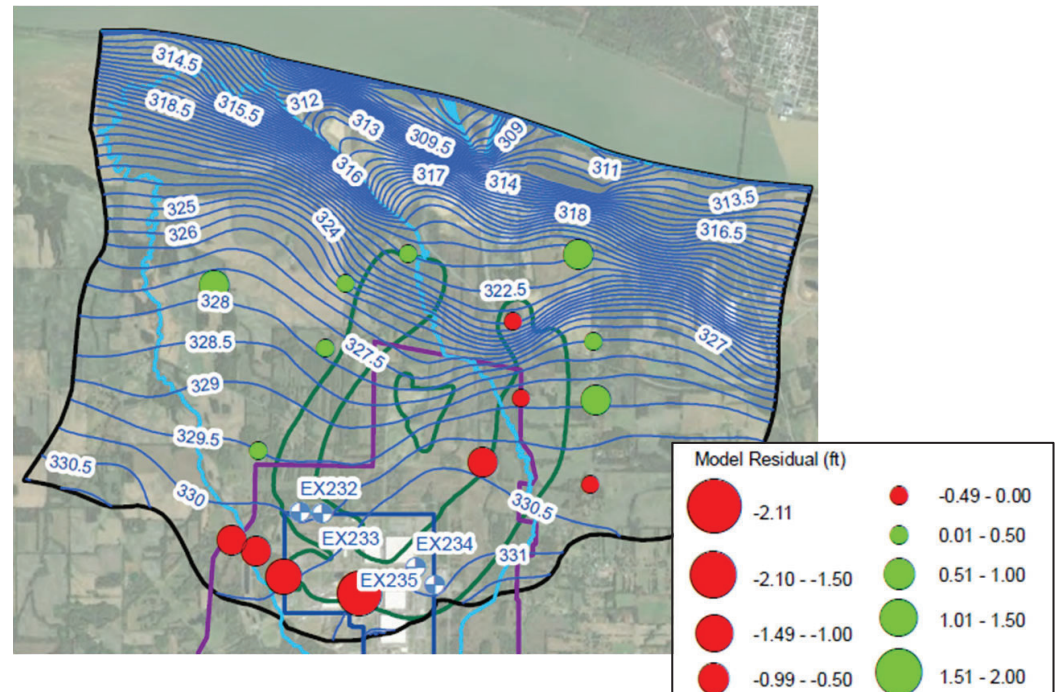 314.5
318.5
315.5
312
313
309.5
309
316
317
314
311
313.5
318
316.5
325
326
324
322.5
328
327
327.5
328.5
329
329.5
330.5
330
330.5
331
EX232
EX233
EX234
EX235
Model Residual (ft)
-2.11
-2.10 - -1.50
-1.49 - -1.00
-0.99 - -0.50
-0.49 - 0.00
0.01 - 0.50
0.51 - 1.00
1.01 - 1.50
1.51 - 2.00